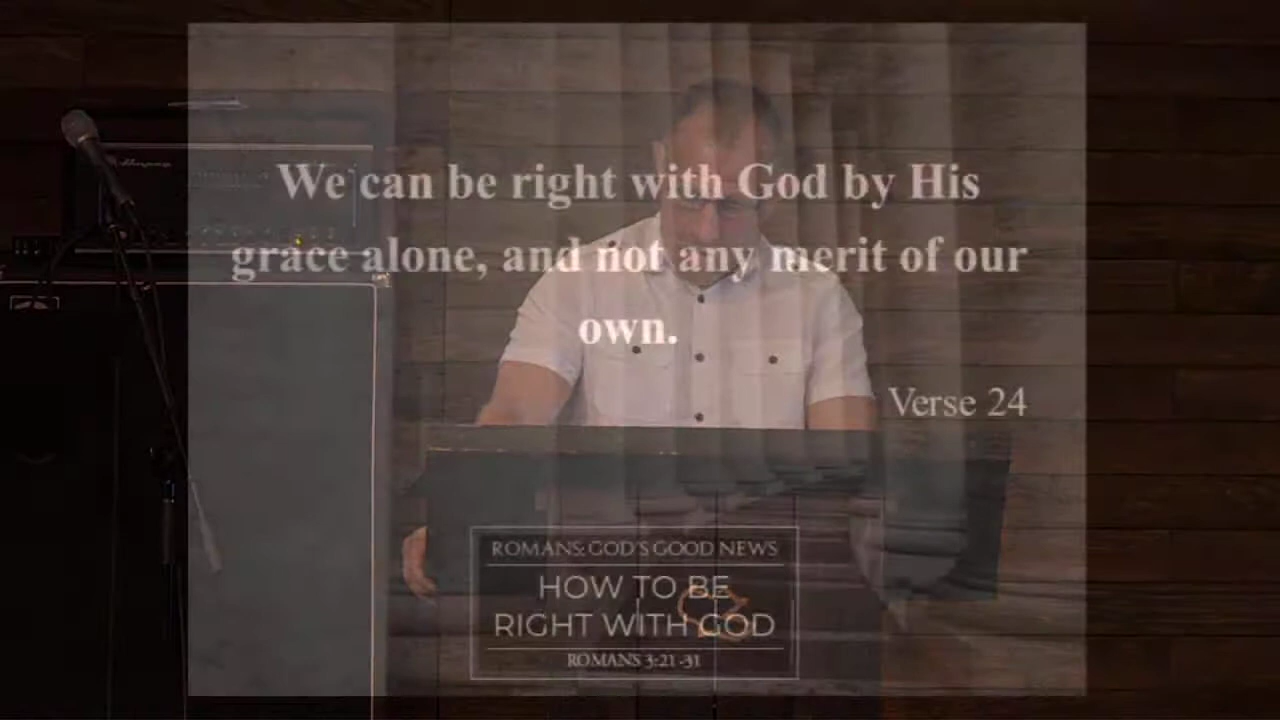 We can be right with God by His
grace alone, and not any merit of our
own.
Verse 24
ROMANS: GOD'S GOOD NEWS
HOW TO BE
RIGHT WITH GOD
ROMANS 3:21-31
Ampeg